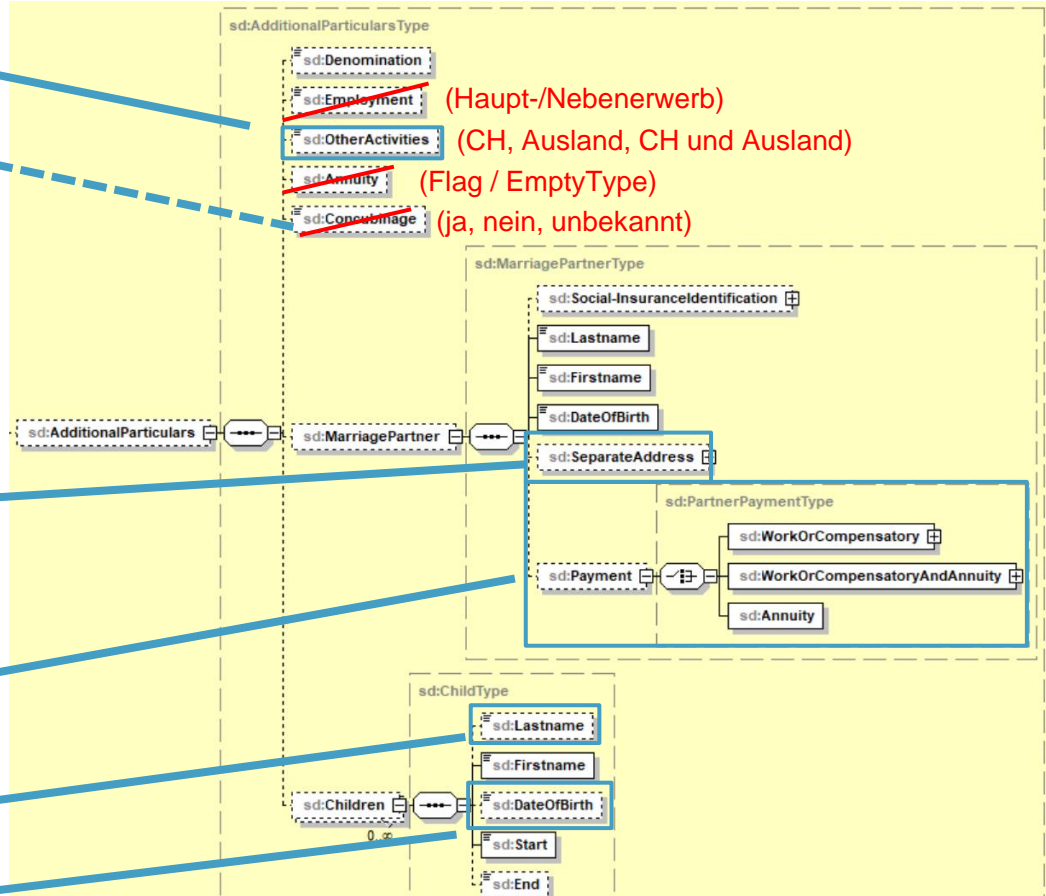 sd:AdditionalParticularsType
sd:Denomination
sd:Employment (Haupt-/Nebenerwerb)
sd:OtherActivities (CH, Ausland, CH und Ausland)
sd:Annuity (Flag / EmptyType)
sd:Concubinage (ja, nein, unbekannt)
sd:MarriagePartnerType
sd:Social-InsuranceIdentification
sd:Lastname
sd:Firstname
sd:DateOfBirth
sd:AdditionalParticulars sd:MarriagePartner
sd:SeparateAddress
sd:PartnerPaymentType
sd:WorkOrCompensatory
sd:Payment sd:WorkOrCompensatoryAndAnnuity
sd:Annuity
sd:ChildType
sd:Lastname
sd:Firstname
sd:Children sd:DateOfBirth
0..∞
sd:Start
sd:End